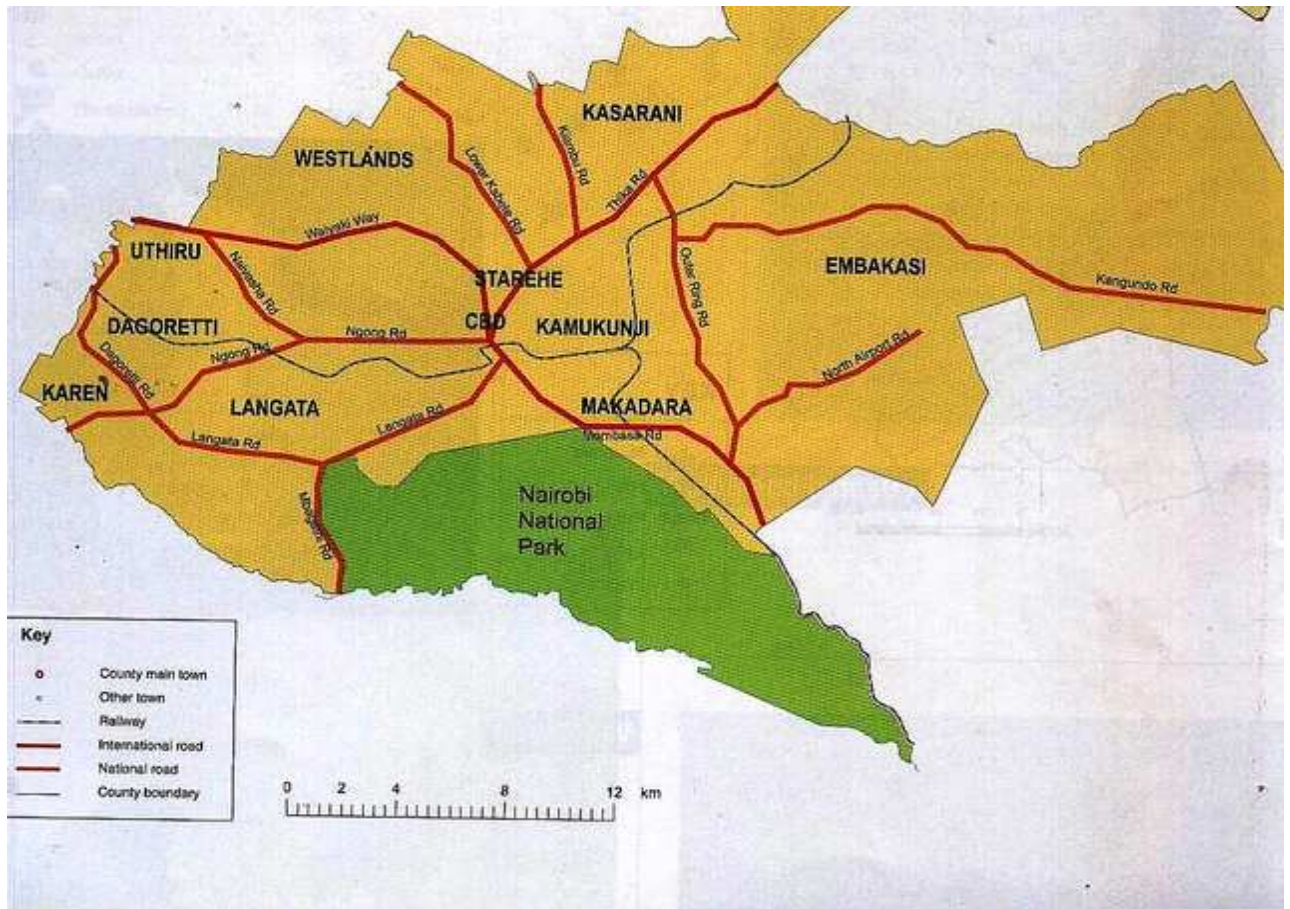 KASARANI
WESTLANDS
Lower Kabete Rd
Kiambu Rd
Thika Rd
Waiyaki Way
UTHIRU
Naivasha Rd
STAREHE
EMBAKASI
Outer Ring Rd
Kangundo Rd
DAGORETTI
CBD
KAMUKUNJI
Ngong Rd
Ngong Rd
Dagoretti Rd
North Airport Rd
KAREN
LANGATA
Langata Rd
MAKADARA
Mombasa Rd
Langata Rd
Mbagathi Rd
Nairobi
National
Park
Key
County main town
Other town
Railway
International road
National road
County boundary
0 2 4 8 12 km